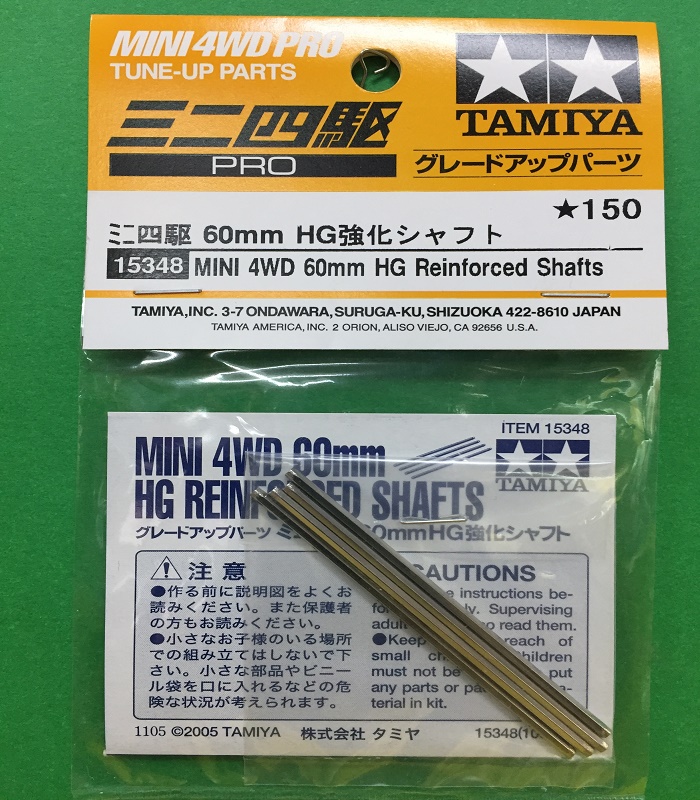 MINI 4WD PRO
TUNE-UP PARTS
ミニ四駆
PRO
TAMIYA
グレードアップパーツ
★150
ミニ四駆 60mm HG強化シャフト
15348 MINI 4WD 60mm HG Reinforced Shafts
TAMIYA,INC. 3-7 ONDAWARA,SURUGA-KU,SHIZUOKA 422-8610 JAPAN
TAMIYA AMERICA,INC. 2 ORION, ALISO VIEJO, CA 92656 U.S.A.
ITEM 15348
MINI 4WD 60mm
HG REINFORCED SHAFTS
TAMIYA
グレードアップパーツ ミニ 60mmHG強化シャフト
注意
●作る前に説明図をよくお
読みください。また保護者
の方もお読みください。
●小さなお子様のいる場所
での組み立てはしないで下
さい。小さな部品やビニー
ル袋を口に入れるなどの危
険な状況が考えられます。
CAUTIONS
instructions be-
Supervising
read them.
●Keep reach of
small Children
must not be put
any parts or
terial in kit.
1105 ©2005 TAMIYA 株式会社 タミヤ 15348